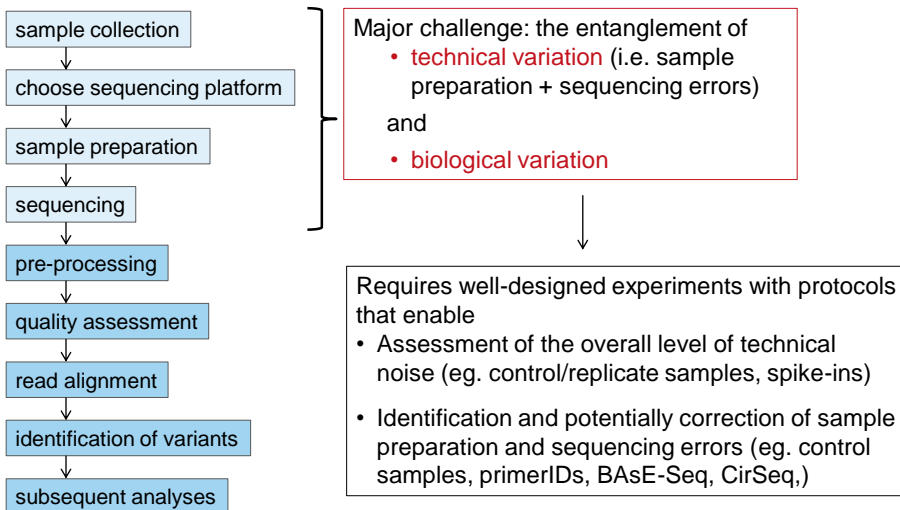 sample collection
choose sequencing platform
sample preparation
sequencing
pre-processing
quality assessment
read alignment
identification of variants
subsequent analyses
Major challenge: the entanglement of
• technical variation (i.e. sample
preparation + sequencing errors)
and
• biological variation
Requires well-designed experiments with protocols
that enable
• Assessment of the overall level of technical
noise (eg. control/replicate samples, spike-ins)
• Identification and potentially correction of sample
preparation and sequencing errors (eg. control
samples, primerIDs, BAsE-Seq, CirSeq,)